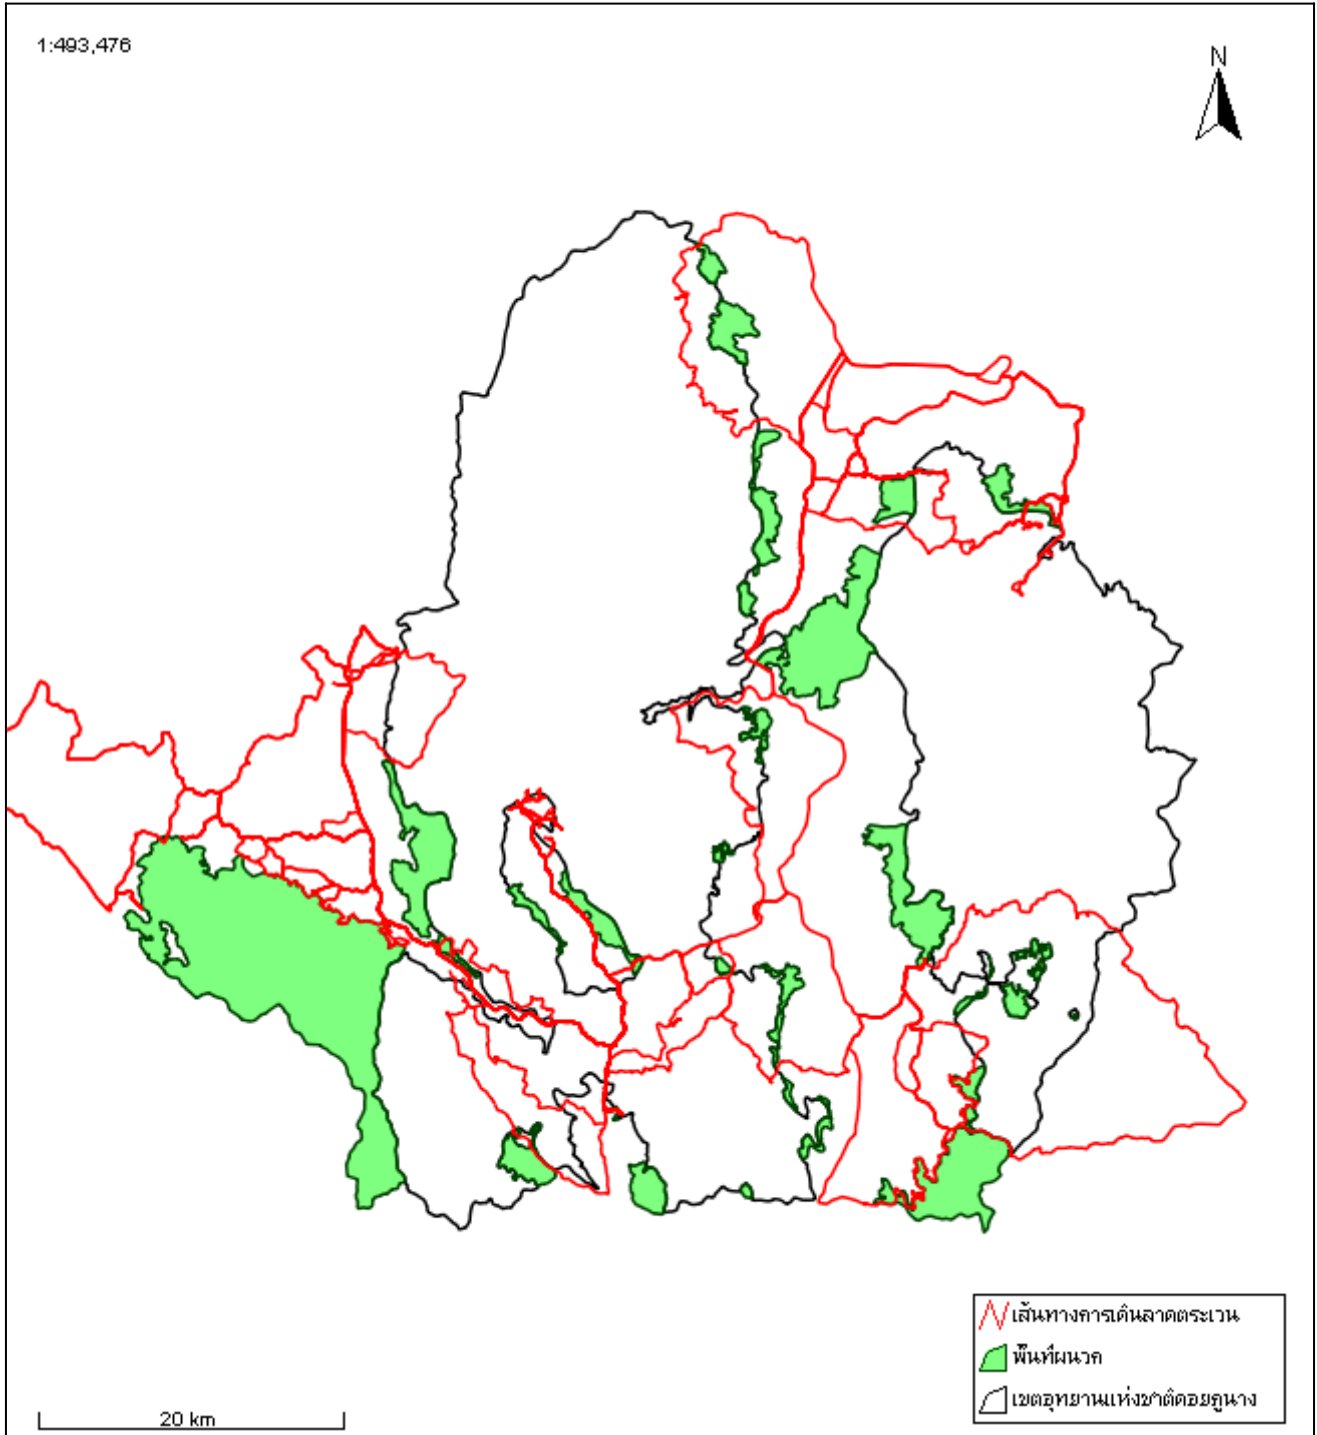 1:493,476
N
เส้นทางการเดินลาดตระเวน
พื้นที่ผนวก
เขตอุทยานแห่งชาติดอยภูนาง
20 km